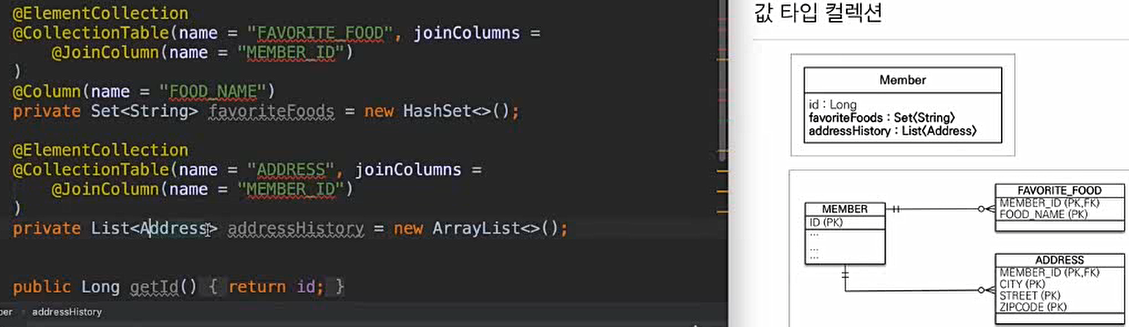 @ElementCollection
@CollectionTable(name = "FAVORITE_FOOD", joinColumns =
@JoinColumn(name = "MEMBER_ID")
)
@Column(name = "FOOD_NAME")
private Set<String> favoriteFoods = new HashSet<>();
@ElementCollection
@CollectionTable(name = "ADDRESS", joinColumns =
@JoinColumn(name = "MEMBER_ID")
)
private List<Address> addressHistory = new ArrayList<>();
public Long getId() { return id; }
addressHistory
값 타입 컬렉션
Member
id : Long
favoriteFoods : Set<String>
addressHistory : List<Address>
MEMBER
ID (PK)
...
...
...
FAVORITE_FOOD
MEMBER_ID (PK,FK)
FOOD_NAME (PK)
ADDRESS
MEMBER_ID (PK,FK)
CITY (PK)
STREET (PK)
ZIPCODE (PK)